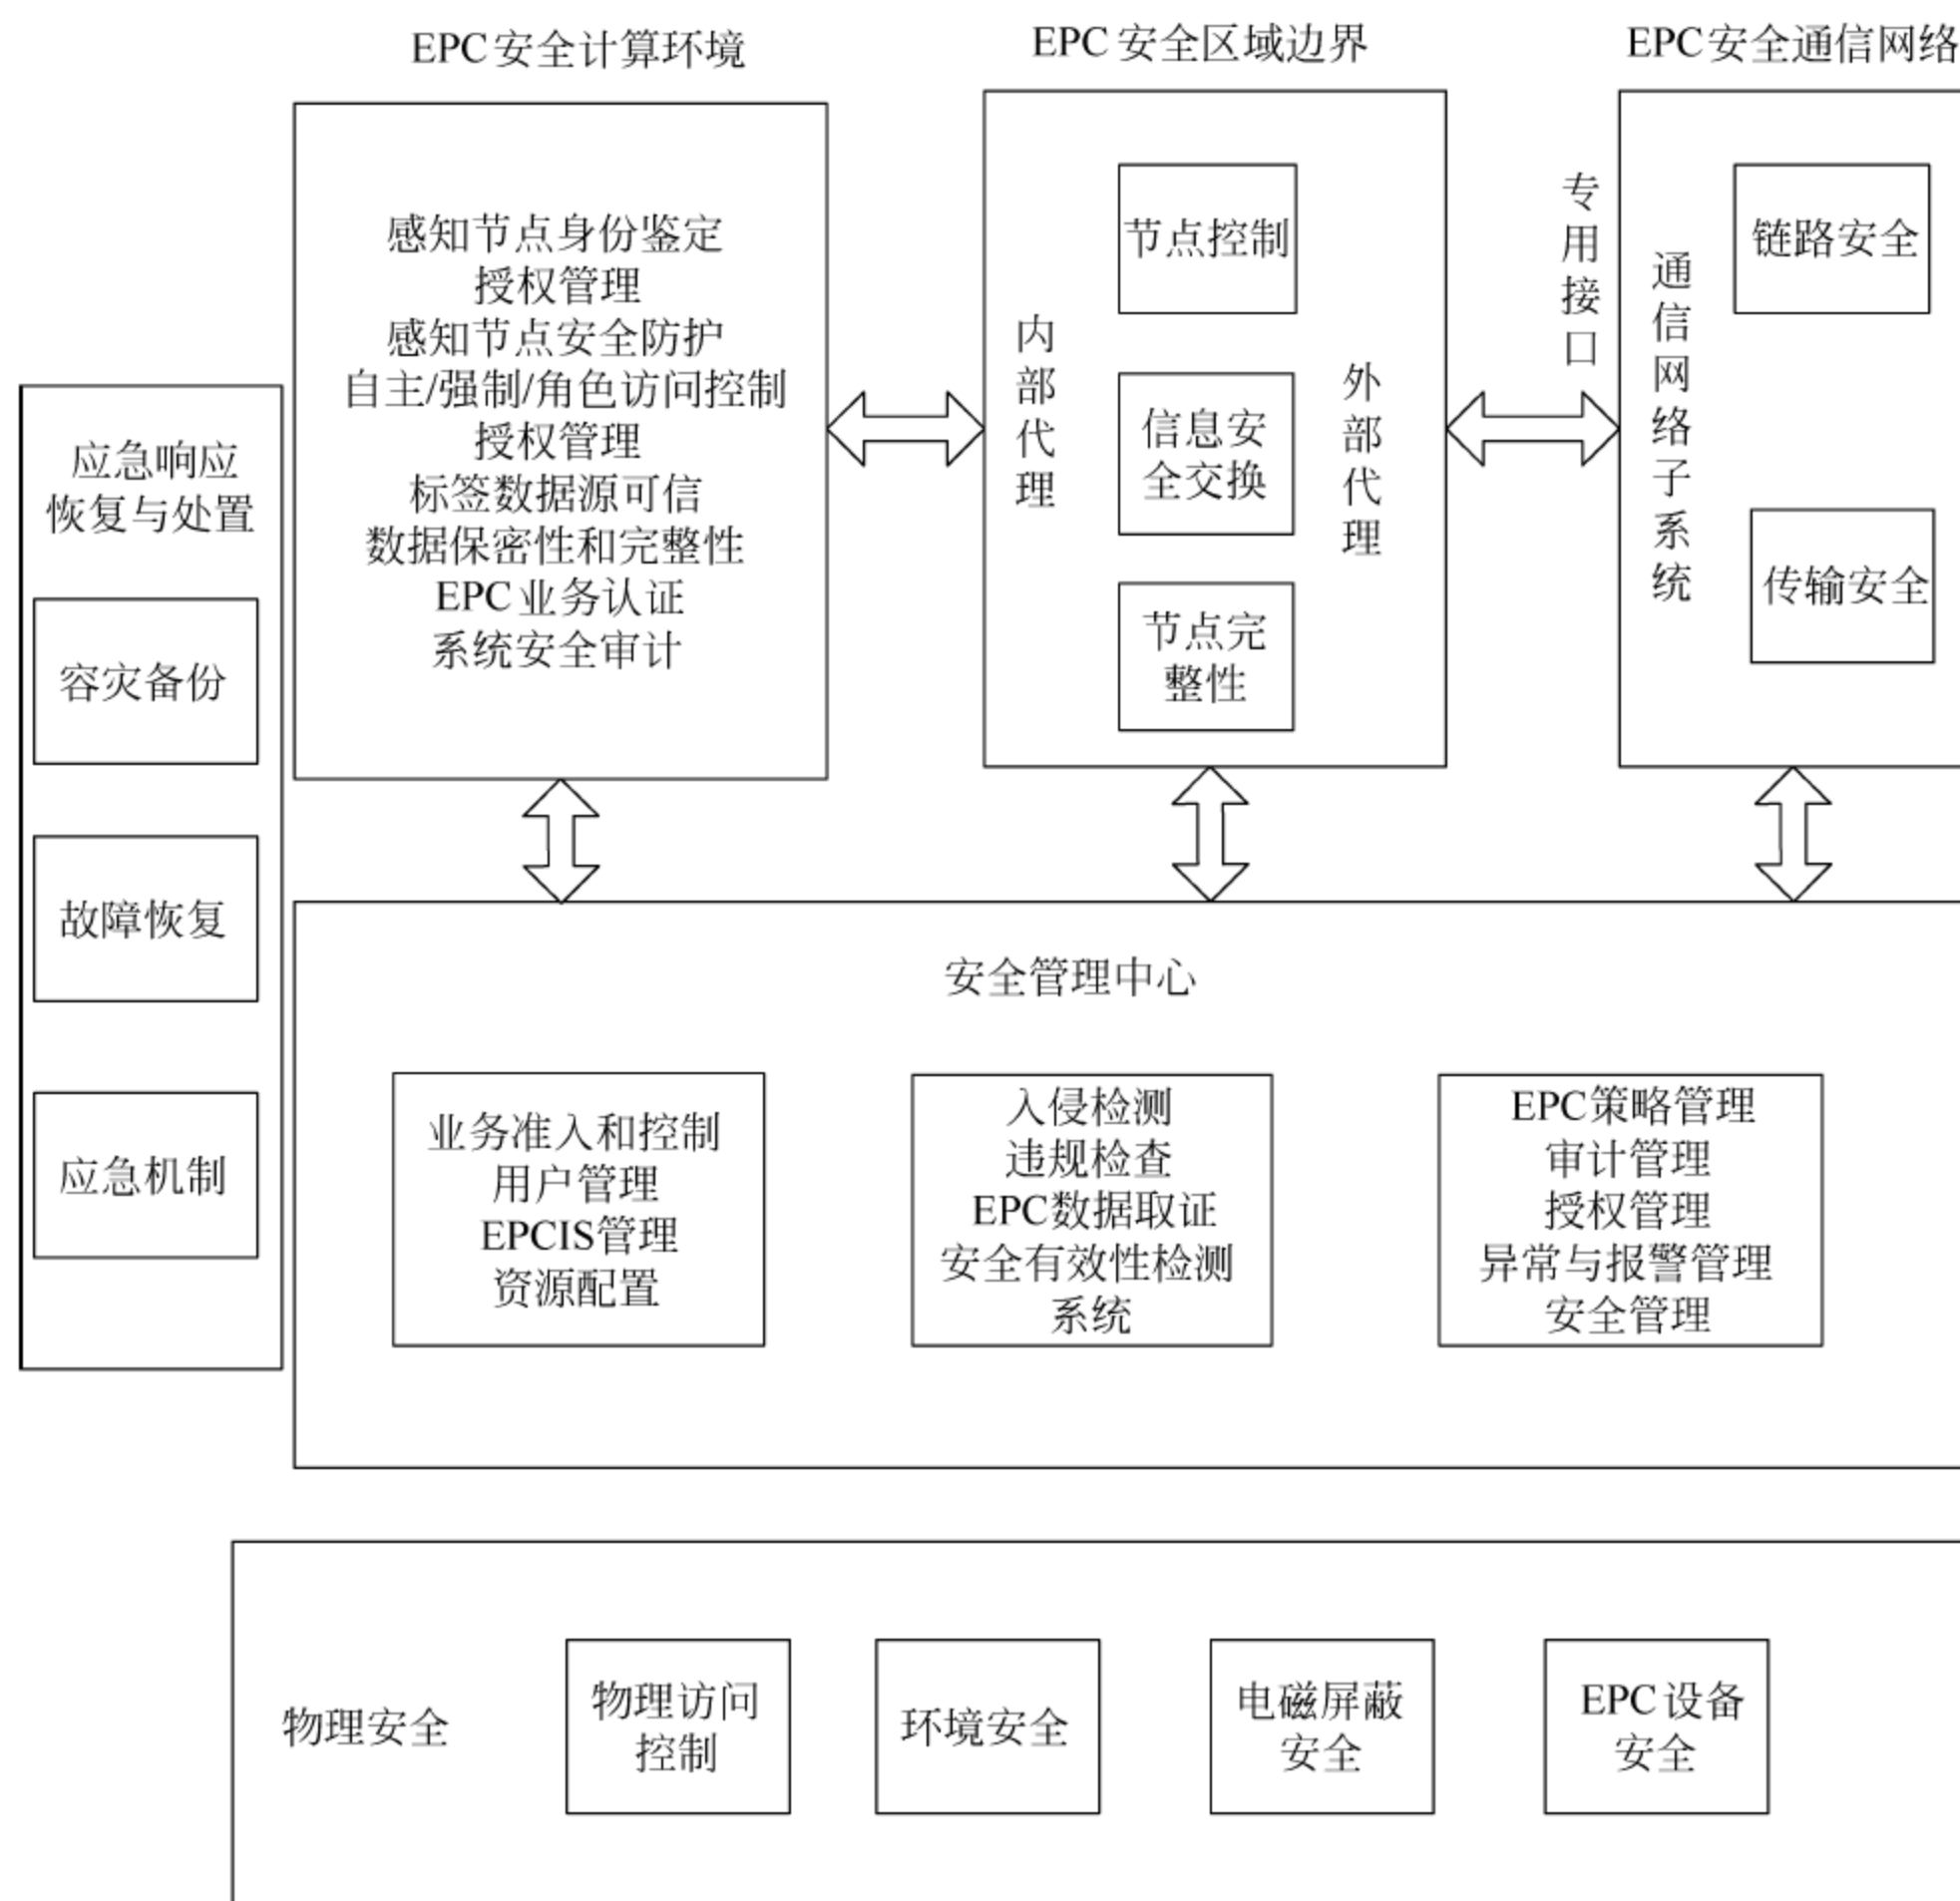 EPC安全计算环境
EPC安全区域边界
EPC安全通信网络
感知节点身份鉴定
授权管理
感知节点安全防护
自主/强制/角色访问控制
授权管理
标签数据源可信
数据保密性和完整性
EPC业务认证
系统安全审计
内部代理
节点控制
信息安
全交换
节点完
整性
外部代理
专用接口
通信网络子系统
链路安全
传输安全
应急响应
恢复与处置
容灾备份
故障恢复
应急机制
安全管理中心
业务准入和控制
用户管理
EPCIS管理
资源配置
入侵检测
违规检查
EPC数据取证
安全有效性检测
系统
EPC策略管理
审计管理
授权管理
异常与报警管理
安全管理
物理安全
物理访问
控制
环境安全
电磁屏蔽
安全
EPC设备
安全